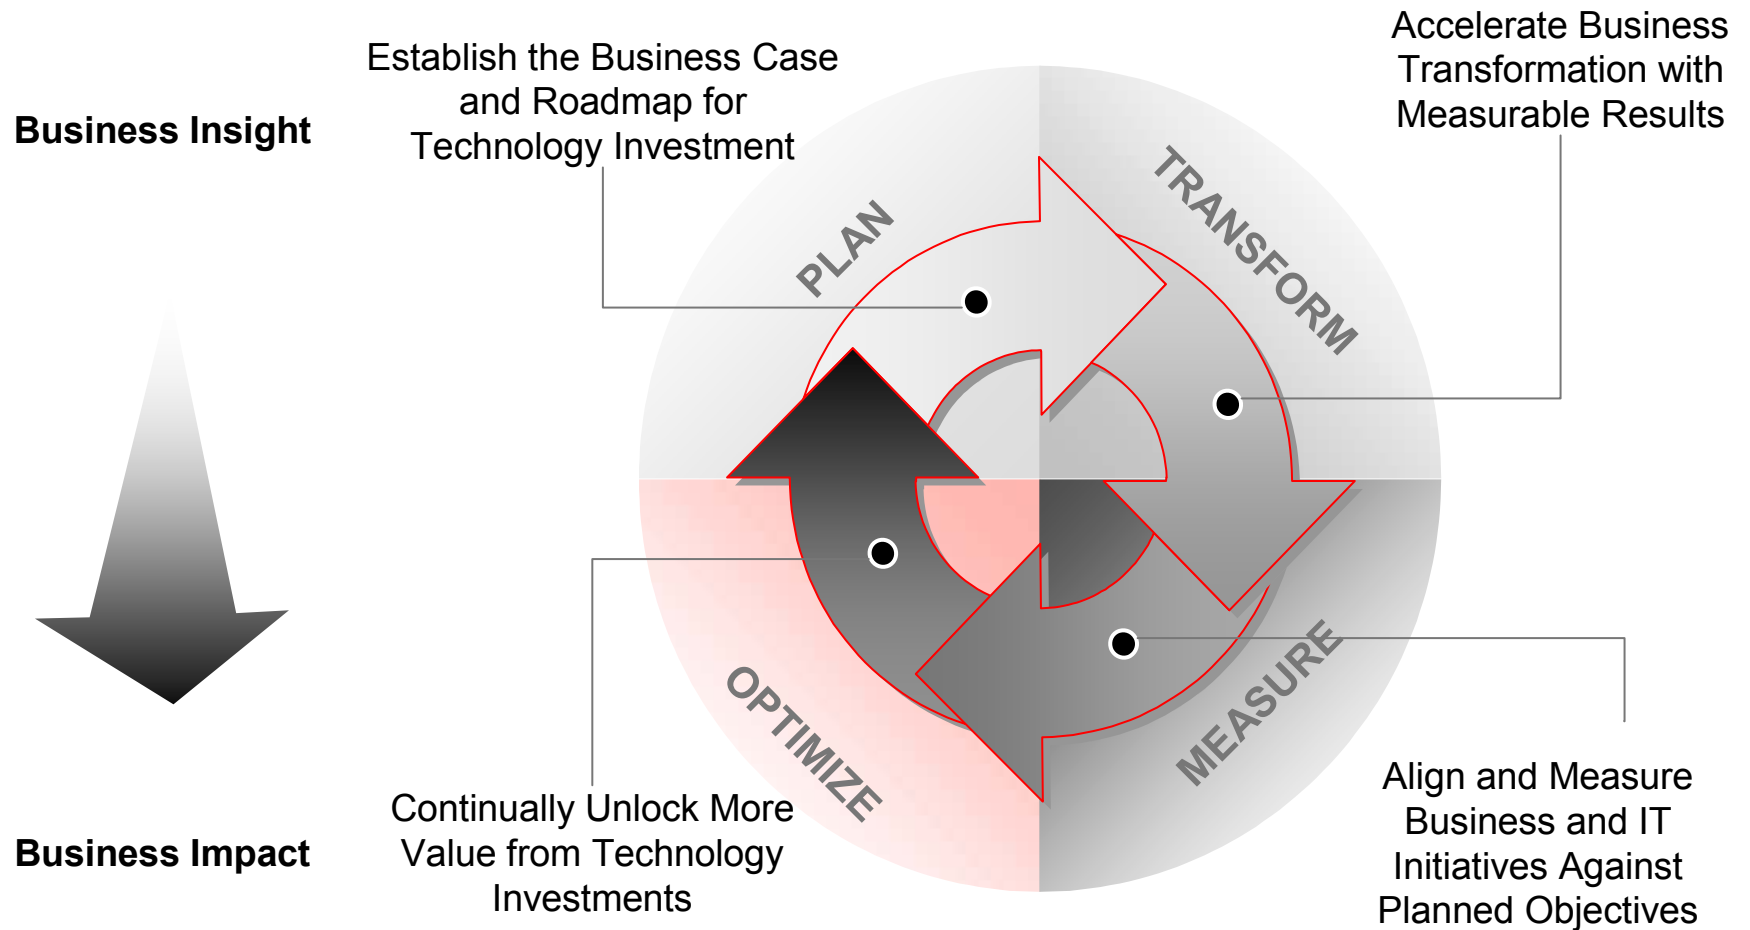 Business Insight
Establish the Business Case
and Roadmap for
Technology Investment
Accelerate Business
Transformation with
Measurable Results
PLAN
TRANSFORM
OPTIMIZE
MEASURE
Business Impact
Continually Unlock More
Value from Technology
Investments
Align and Measure
Business and IT
Initiatives Against
Planned Objectives